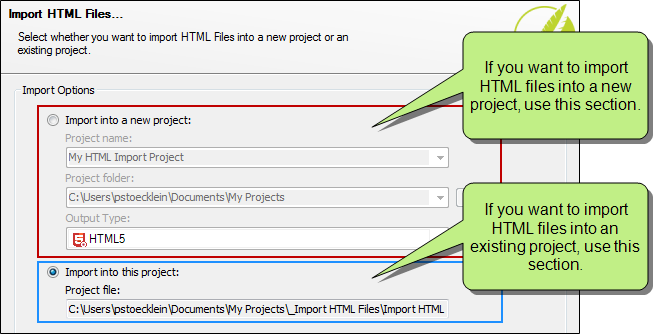 Import HTML Files...
Select whether you want to import HTML Files into a new project or an
existing project.
Import Options
Import into a new project:
Project name:
My HTML Import Project
Project folder:
C:\Users\pstoecklein\Documents\My Projects
Output Type:
HTML5
Import into this project:
Project file:
C:\Users\pstoecklein\Documents\My Projects\_Import HTML Files\Import HTML
If you want to import
HTML files into a new
project, use this section.
If you want to import
HTML files into an
existing project, use this
section.